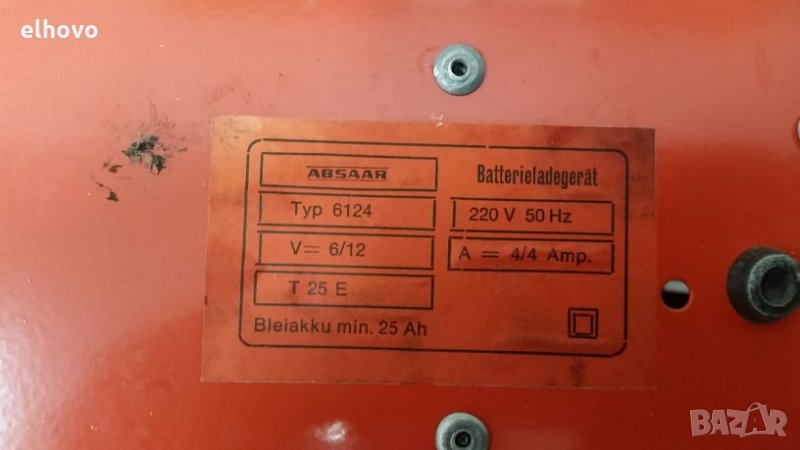 elhovo
ABSAAR
Batterieladegerät
Typ 6124
220 V 50 Hz
V= 6/12
A = 4/4 Amp.
T 25 E
Bleiakku min. 25 Ah
BAZAR